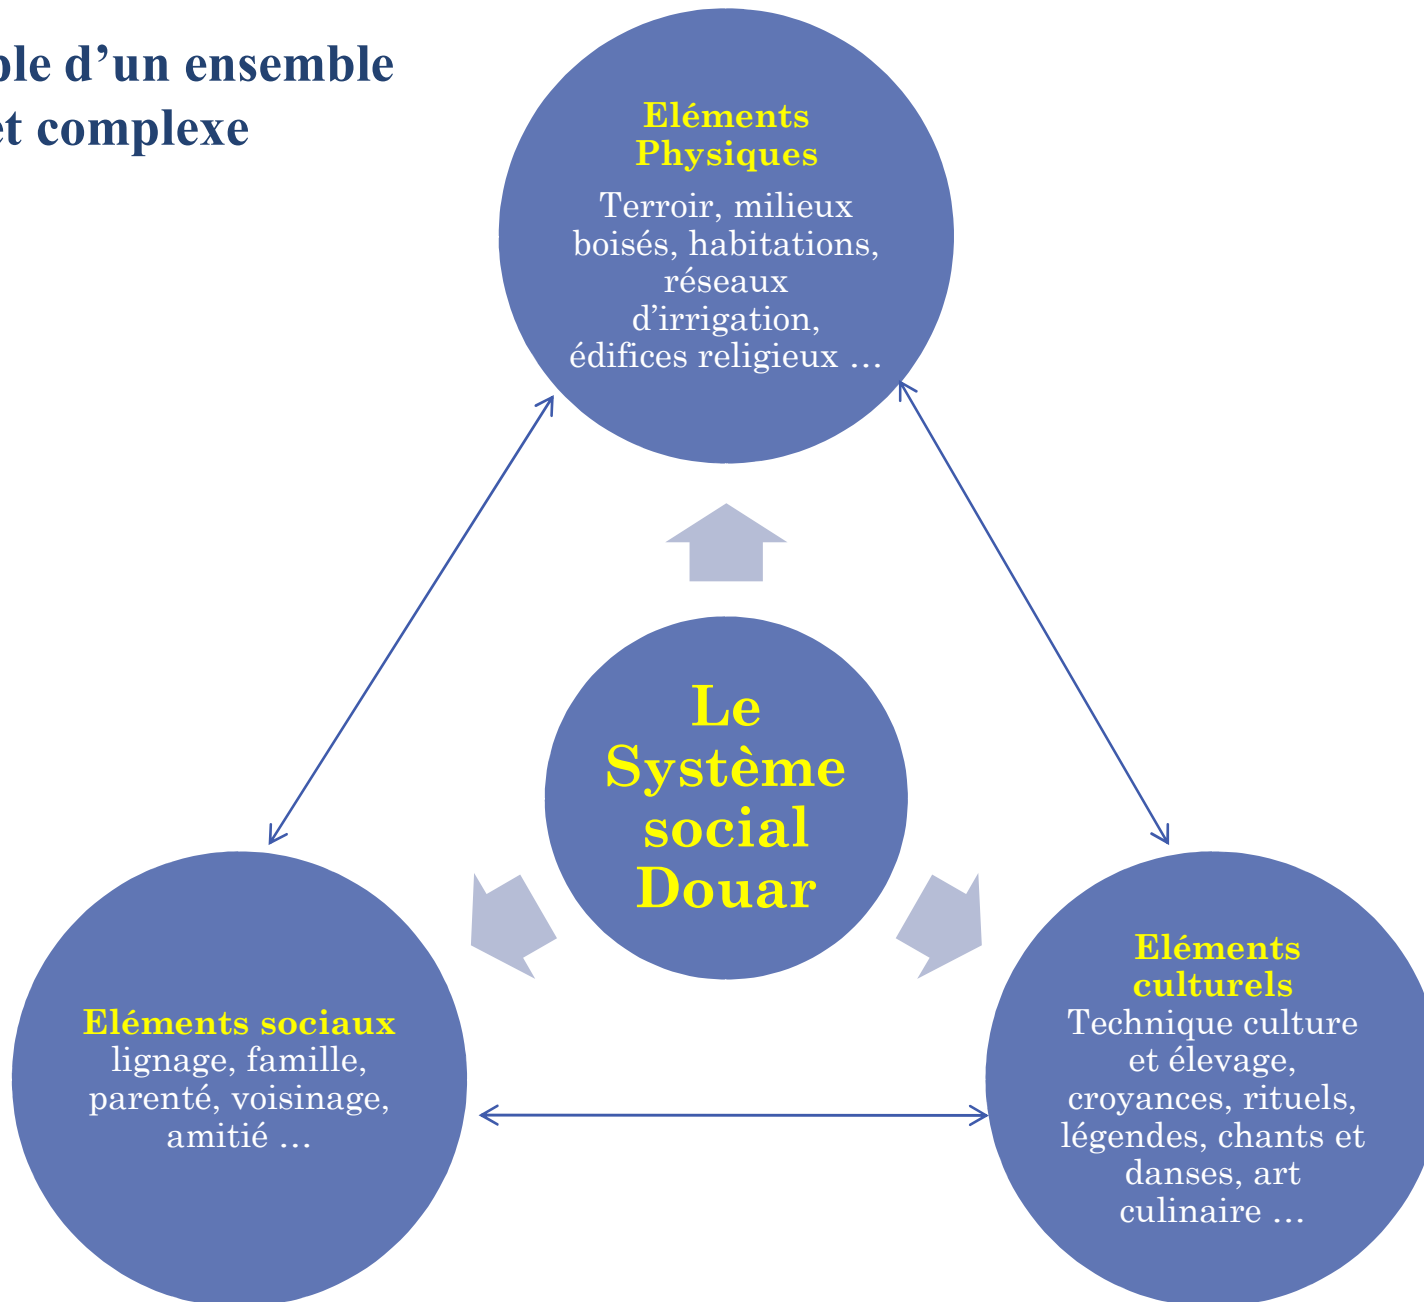 ple d’un ensemble
et complexe
Eléments
Physiques
Terroir, milieux
boisés, habitations,
réseaux
d’irrigation,
édifices religieux …
Le
Système
social
Douar
Eléments sociaux
lignage, famille,
parenté, voisinage,
amitié …
Eléments
culturels
Technique culture
et élevage,
croyances, rituels,
légendes, chants et
danses, art
culinaire …